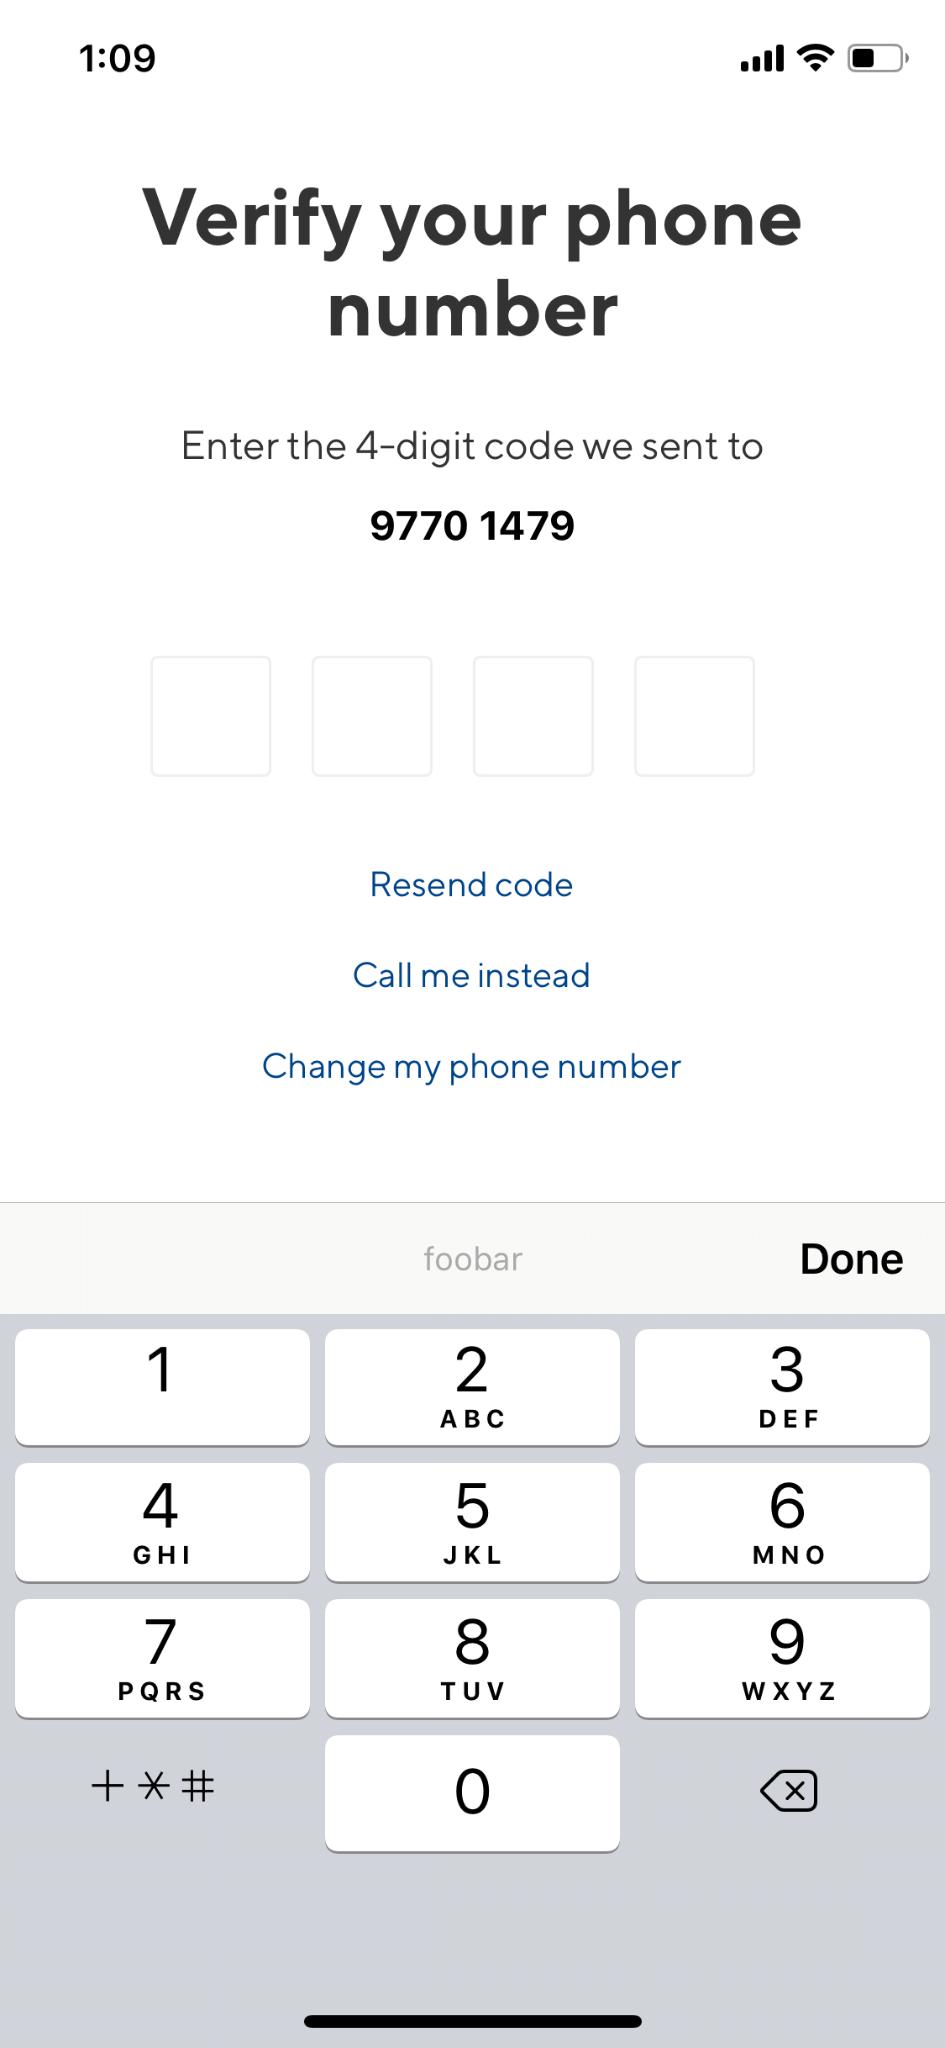 1:09
Verify your phone
number
Enter the 4-digit code we sent to
9770 1479
Resend code
Call me instead
Change my phone number
foobar Done
1 2 3
ABC DEF
4 5 6
GHI JKL MNO
7 8 9
PQRS TUV WXYZ
+ * # 0